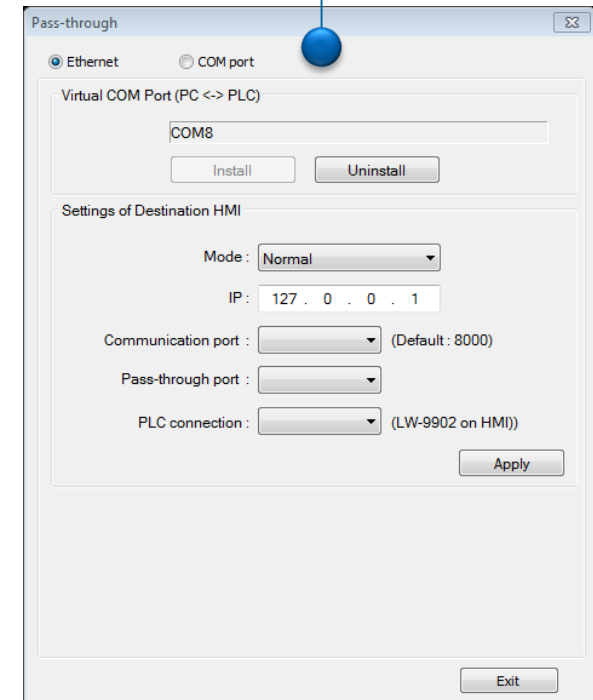 Pass-through
Ethernet COM port
Virtual COM Port (PC <-> PLC)
COM8
Install Uninstall
Settings of Destination HMI
Mode : Normal
IP : 127 . 0 . 0 . 1
Communication port : (Default : 8000)
Pass-through port :
PLC connection : (LW-9902 on HMI))
Apply
Exit